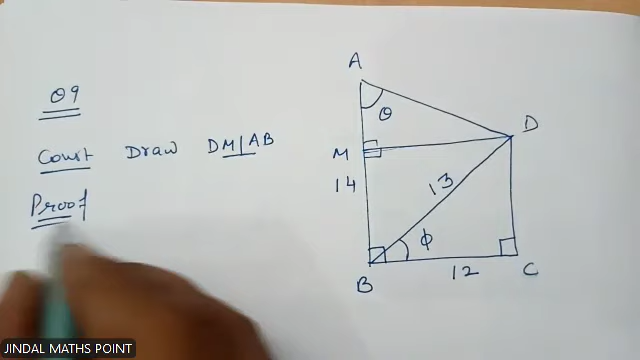 Q9
Const Draw DM⊥AB
Proof
A
θ
D
M
14
13
φ
B
12
C
JINDAL MATHS POINT